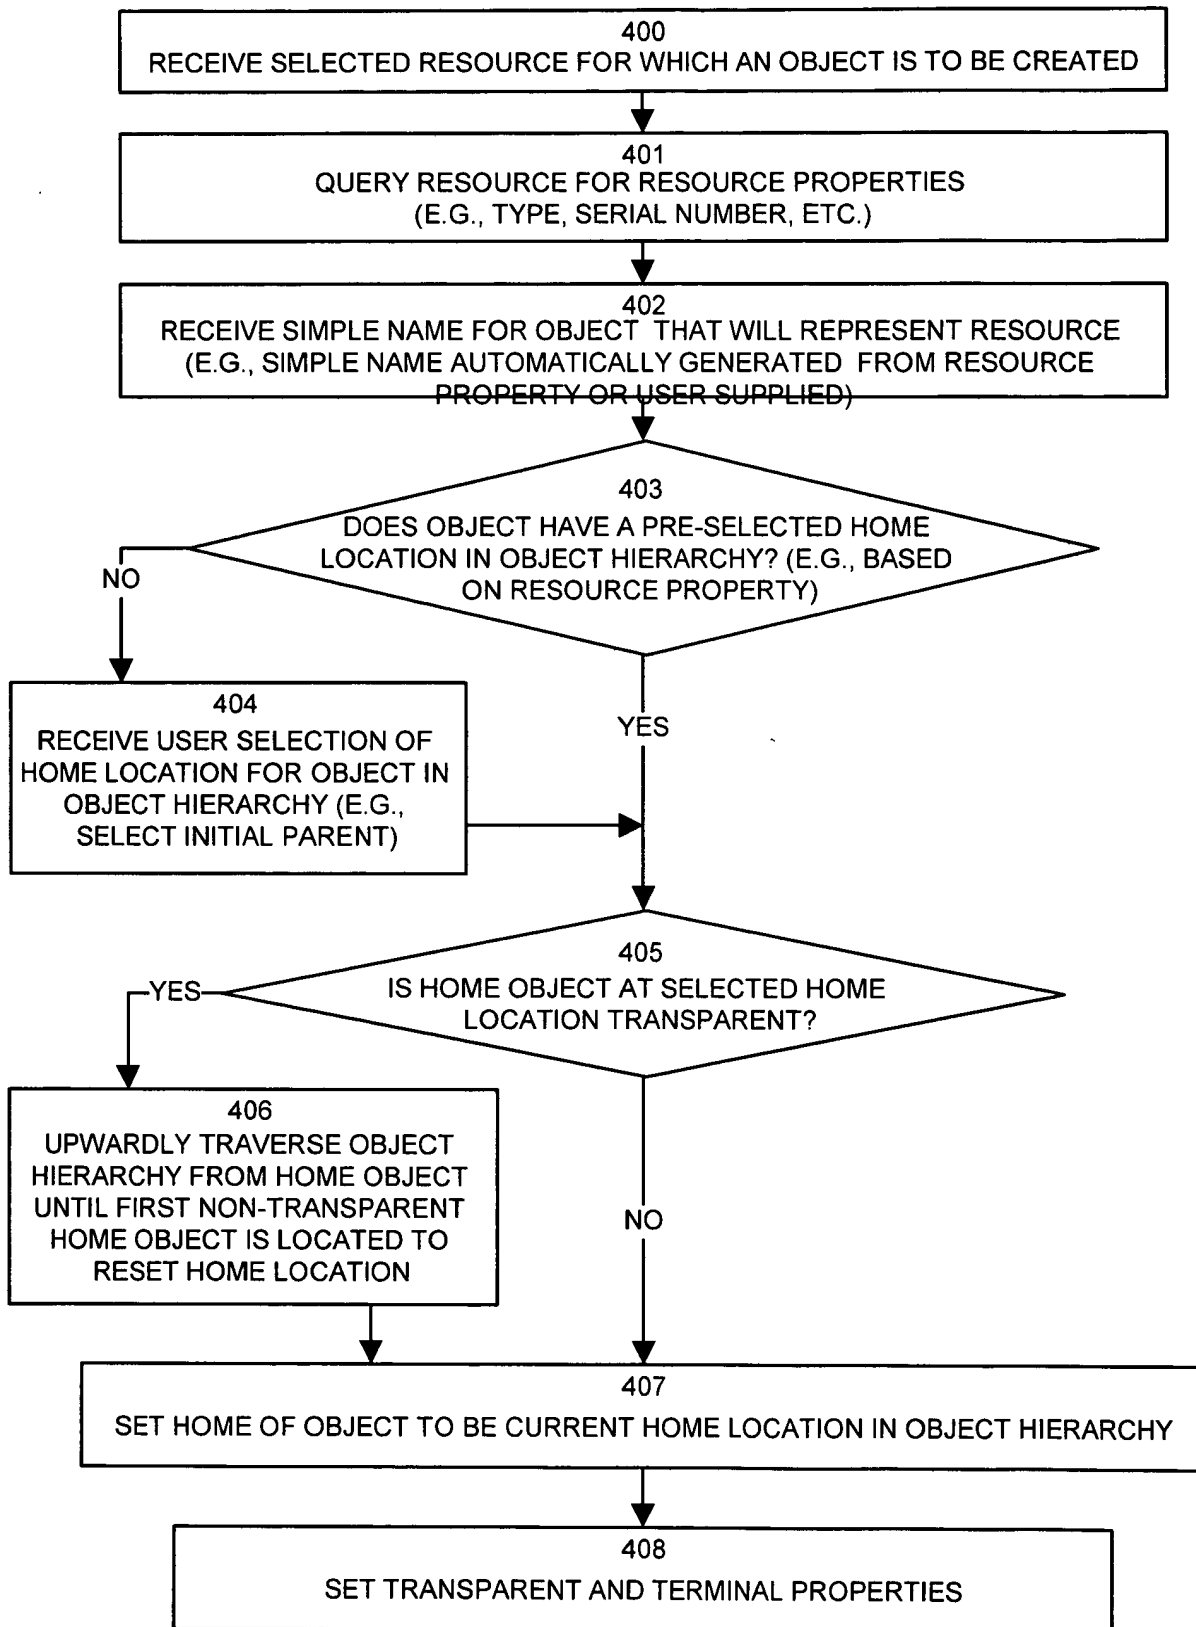 400
RECEIVE SELECTED RESOURCE FOR WHICH AN OBJECT IS TO BE CREATED
401
QUERY RESOURCE FOR RESOURCE PROPERTIES
(E.G., TYPE, SERIAL NUMBER, ETC.)
402
RECEIVE SIMPLE NAME FOR OBJECT THAT WILL REPRESENT RESOURCE
(E.G., SIMPLE NAME AUTOMATICALLY GENERATED FROM RESOURCE
PROPERTY OR USER SUPPLIED)
403
DOES OBJECT HAVE A PRE-SELECTED HOME
LOCATION IN OBJECT HIERARCHY? (E.G., BASED
ON RESOURCE PROPERTY)
NO
404
RECEIVE USER SELECTION OF
HOME LOCATION FOR OBJECT IN
OBJECT HIERARCHY (E.G.,
SELECT INITIAL PARENT)
YES
405
IS HOME OBJECT AT SELECTED HOME
LOCATION TRANSPARENT?
YES
406
UPWARDLY TRAVERSE OBJECT
HIERARCHY FROM HOME OBJECT
UNTIL FIRST NON-TRANSPARENT
HOME OBJECT IS LOCATED TO
RESET HOME LOCATION
NO
407
SET HOME OF OBJECT TO BE CURRENT HOME LOCATION IN OBJECT HIERARCHY
408
SET TRANSPARENT AND TERMINAL PROPERTIES